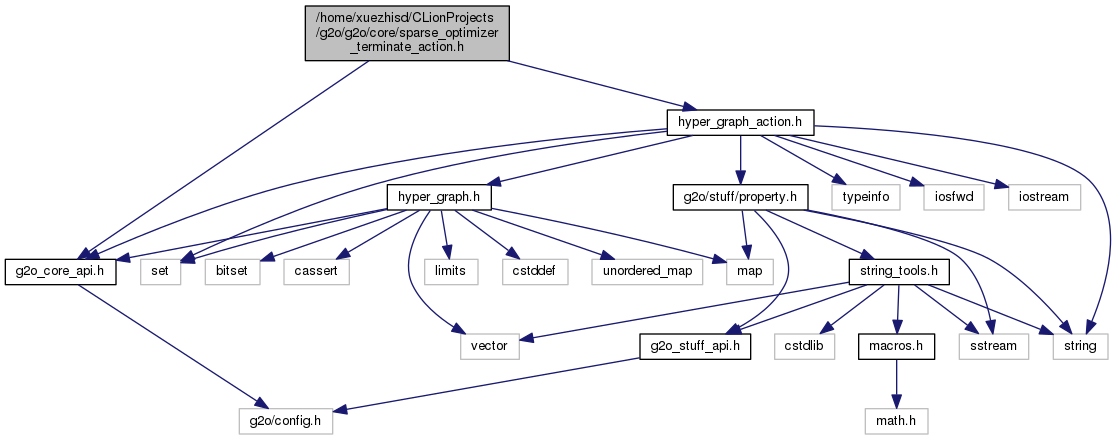 /home/xuezhisd/CLionProjects
/g2o/g2o/core/sparse_optimizer
_terminate_action.h
hyper_graph_action.h
hyper_graph.h
g2o/stuff/property.h
typeinfo
iosfwd
iostream
g2o_core_api.h
set
bitset
cassert
limits
cstddef
unordered_map
map
string_tools.h
vector
g2o_stuff_api.h
cstdlib
macros.h
sstream
string
g2o/config.h
math.h